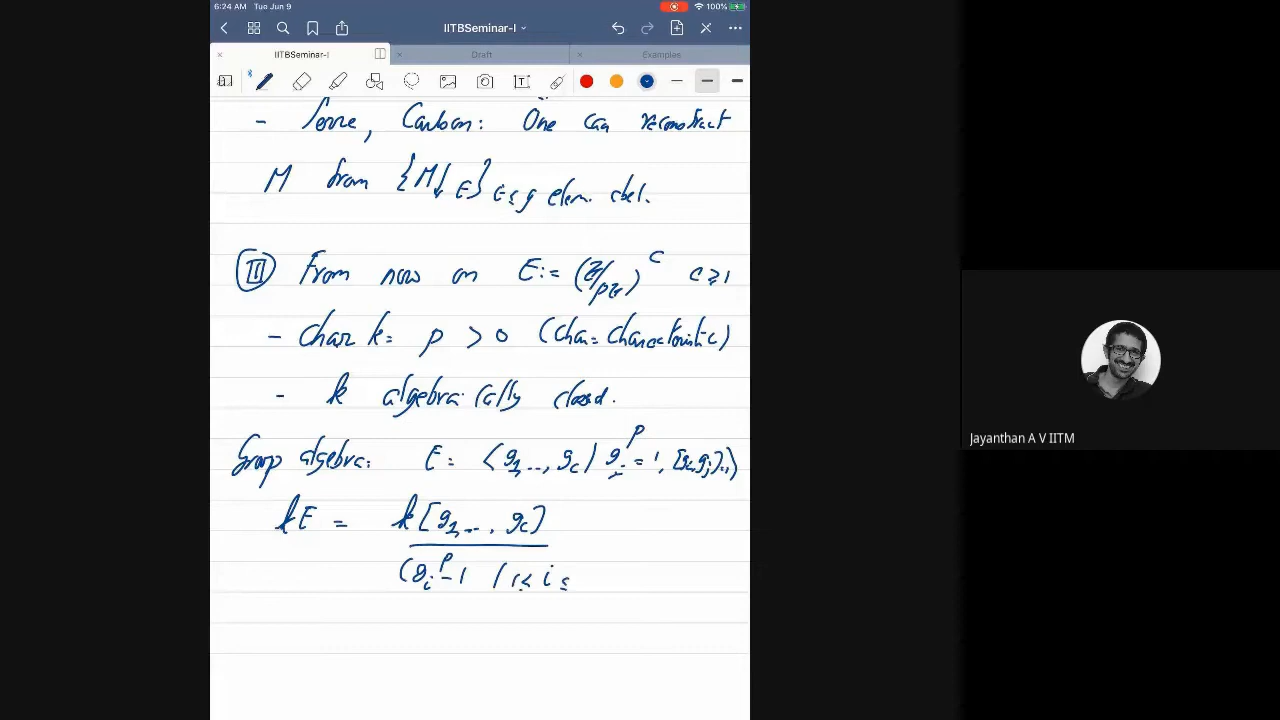 6:24 AM Tue Jun 9 100%
IITBSeminar-I
IITBSeminar-I Draft Examples
- Serre, Carlson: One can reconstruct
M from {M↓E} E≤G elem. abel.
II From now on E := (Z/pZ)^c c≥1
- char k = p > 0 (char = characteristic)
- k algebraically closed.
Group algebra: E = ⟨g1, ..., gc | gi^p = 1, [gi, gj]=1⟩
kE = k[g1, ..., gc]
(gi^p - 1 | 1 ≤ i ≤
Jayanthan A V IITM